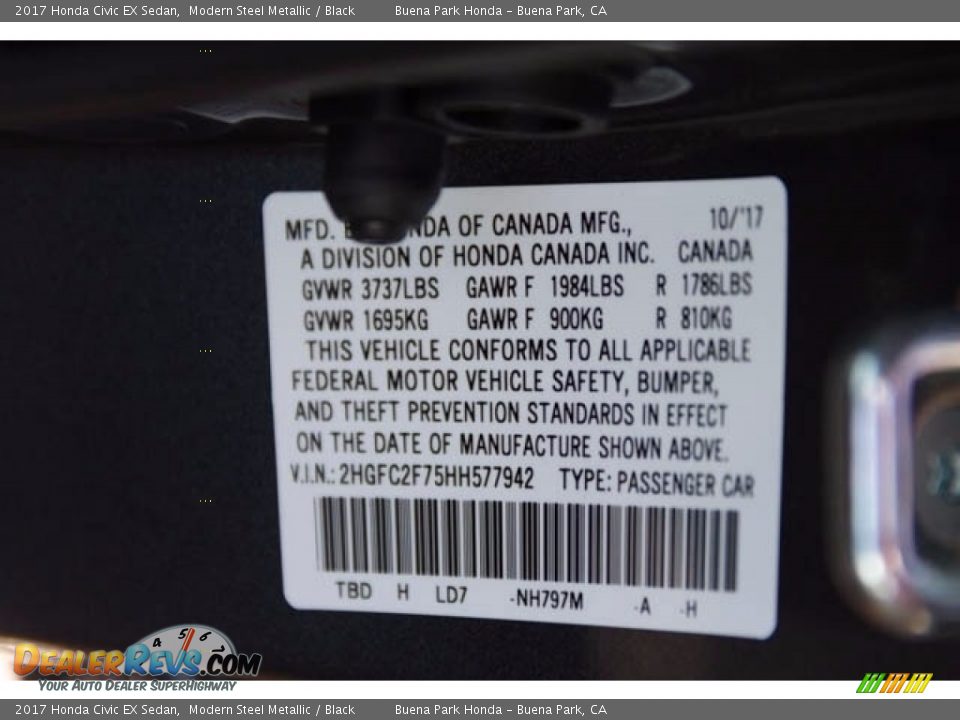 2017 Honda Civic EX Sedan, Modern Steel Metallic / Black Buena Park Honda – Buena Park, CA
10/'17
MFD. OF CANADA MFG.,
A DIVISION OF HONDA CANADA INC. CANADA
GVWR 3737LBS GAWR F 1984LBS R 1786LBS
GVWR 1695KG GAWR F 900KG R 810KG
THIS VEHICLE CONFORMS TO ALL APPLICABLE
FEDERAL MOTOR VEHICLE SAFETY, BUMPER,
AND THEFT PREVENTION STANDARDS IN EFFECT
ON THE DATE OF MANUFACTURE SHOWN ABOVE.
V.I.N.: 2HGFC2F75HH577942 TYPE: PASSENGER CAR
TBD H LD7 -NH797M -A -H
4 5 6
DEALERREVS.COM
YOUR AUTO DEALER SUPERHIGHWAY
2017 Honda Civic EX Sedan, Modern Steel Metallic / Black Buena Park Honda – Buena Park, CA